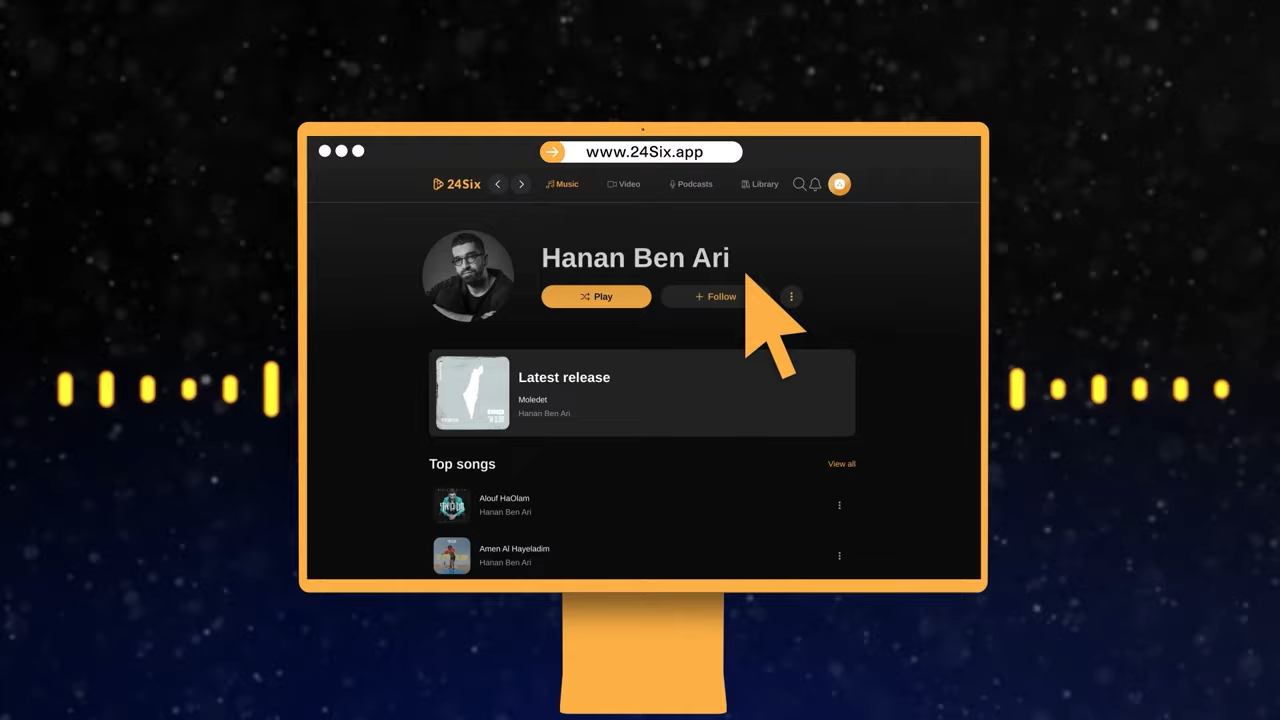 www.24Six.app
24Six
Music
Video
Podcasts
Library
Hanan Ben Ari
Play
+ Follow
Latest release
Moledet
Hanan Ben Ari
Top songs
View all
Alouf HaOlam
Hanan Ben Ari
Amen Al Hayeladim
Hanan Ben Ari